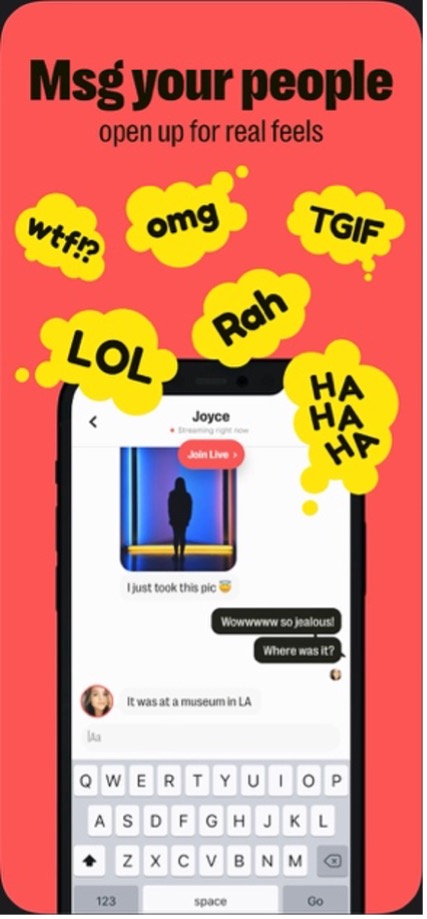 Msg your people
open up for real feels
wtf!?
omg
TGIF
Rah
LOL
HA
HA
HA
Joyce
Streaming right now
Join Live ›
I just took this pic 😇
Wowwwww so jealous!
Where was it?
It was at a museum in LA
Aa
Q W E R T Y U I O P
A S D F G H J K L
Z X C V B N M
123 space Go